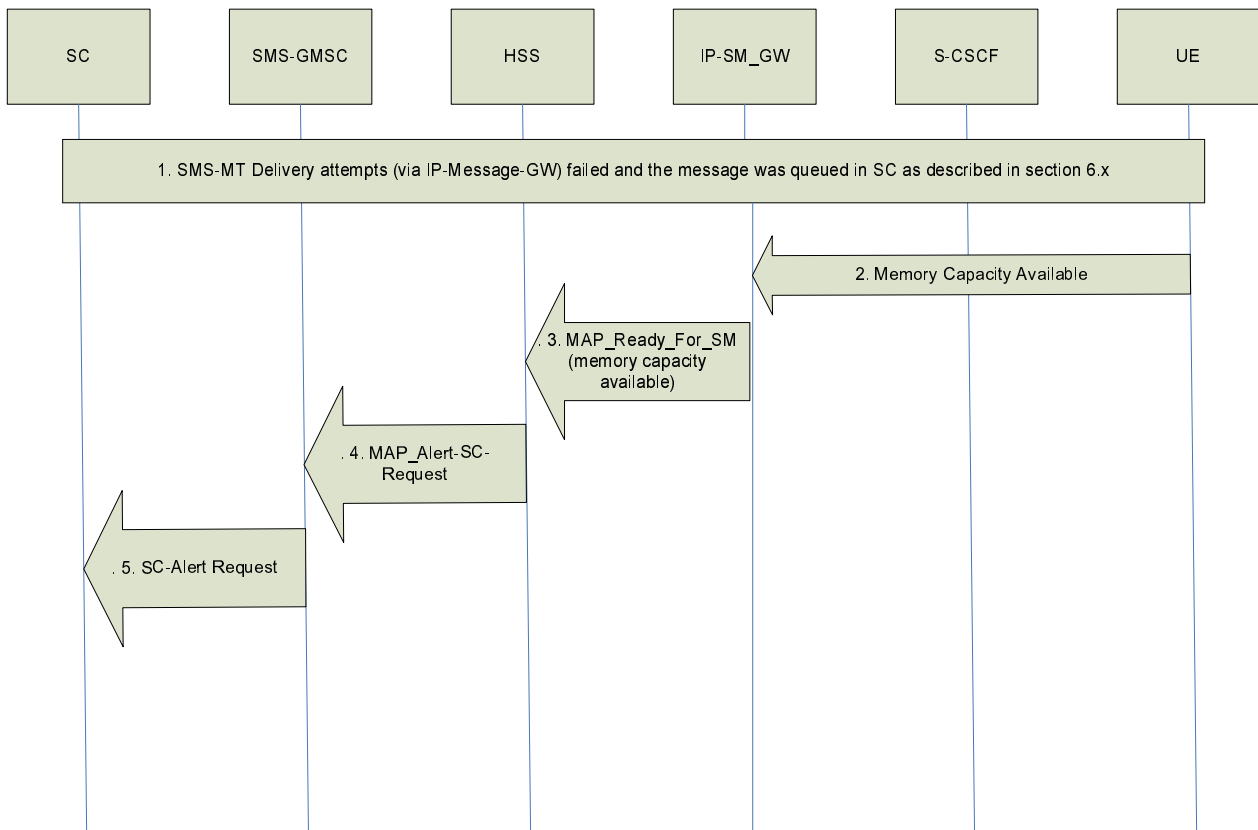 SC
SMS-GMSC
HSS
IP-SM_GW
S-CSCF
UE
1. SMS-MT Delivery attempts (via IP-Message-GW) failed and the message was queued in SC as described in section 6.x
2. Memory Capacity Available
. 3. MAP_Ready_For_SM
(memory capacity
available)
. 4. MAP_Alert-SC-
Request
. 5. SC-Alert Request